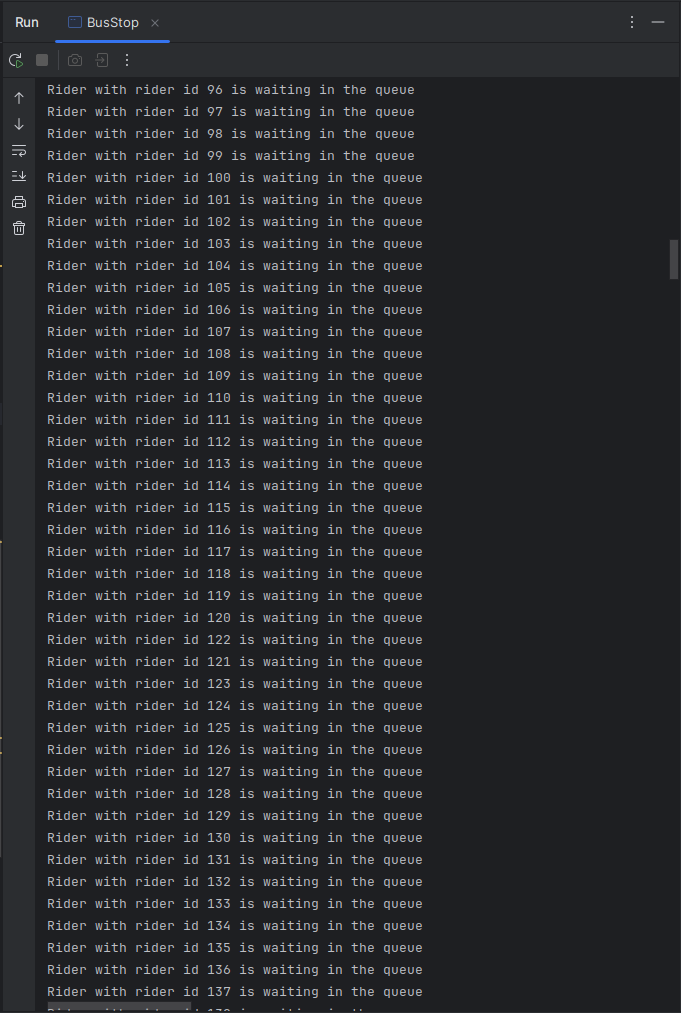 Run BusStop
Rider with rider id 96 is waiting in the queue
Rider with rider id 97 is waiting in the queue
Rider with rider id 98 is waiting in the queue
Rider with rider id 99 is waiting in the queue
Rider with rider id 100 is waiting in the queue
Rider with rider id 101 is waiting in the queue
Rider with rider id 102 is waiting in the queue
Rider with rider id 103 is waiting in the queue
Rider with rider id 104 is waiting in the queue
Rider with rider id 105 is waiting in the queue
Rider with rider id 106 is waiting in the queue
Rider with rider id 107 is waiting in the queue
Rider with rider id 108 is waiting in the queue
Rider with rider id 109 is waiting in the queue
Rider with rider id 110 is waiting in the queue
Rider with rider id 111 is waiting in the queue
Rider with rider id 112 is waiting in the queue
Rider with rider id 113 is waiting in the queue
Rider with rider id 114 is waiting in the queue
Rider with rider id 115 is waiting in the queue
Rider with rider id 116 is waiting in the queue
Rider with rider id 117 is waiting in the queue
Rider with rider id 118 is waiting in the queue
Rider with rider id 119 is waiting in the queue
Rider with rider id 120 is waiting in the queue
Rider with rider id 122 is waiting in the queue
Rider with rider id 121 is waiting in the queue
Rider with rider id 123 is waiting in the queue
Rider with rider id 124 is waiting in the queue
Rider with rider id 125 is waiting in the queue
Rider with rider id 126 is waiting in the queue
Rider with rider id 127 is waiting in the queue
Rider with rider id 128 is waiting in the queue
Rider with rider id 129 is waiting in the queue
Rider with rider id 130 is waiting in the queue
Rider with rider id 131 is waiting in the queue
Rider with rider id 132 is waiting in the queue
Rider with rider id 133 is waiting in the queue
Rider with rider id 134 is waiting in the queue
Rider with rider id 135 is waiting in the queue
Rider with rider id 136 is waiting in the queue
Rider with rider id 137 is waiting in the queue